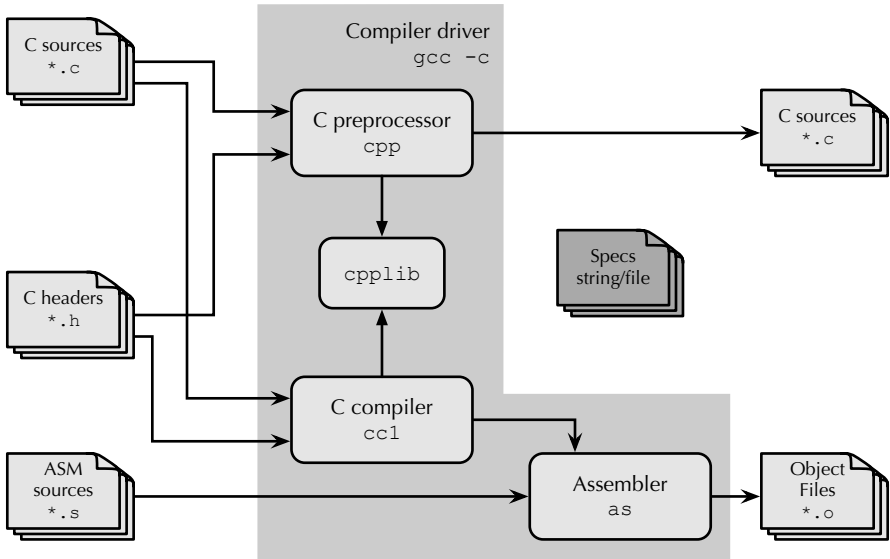 C sources
*.c
Compiler driver
gcc -c
C preprocessor
cpp
C sources
*.c
cpplib
Specs
string/file
C headers
*.h
C compiler
cc1
ASM
sources
*.s
Assembler
as
Object
Files
*.o